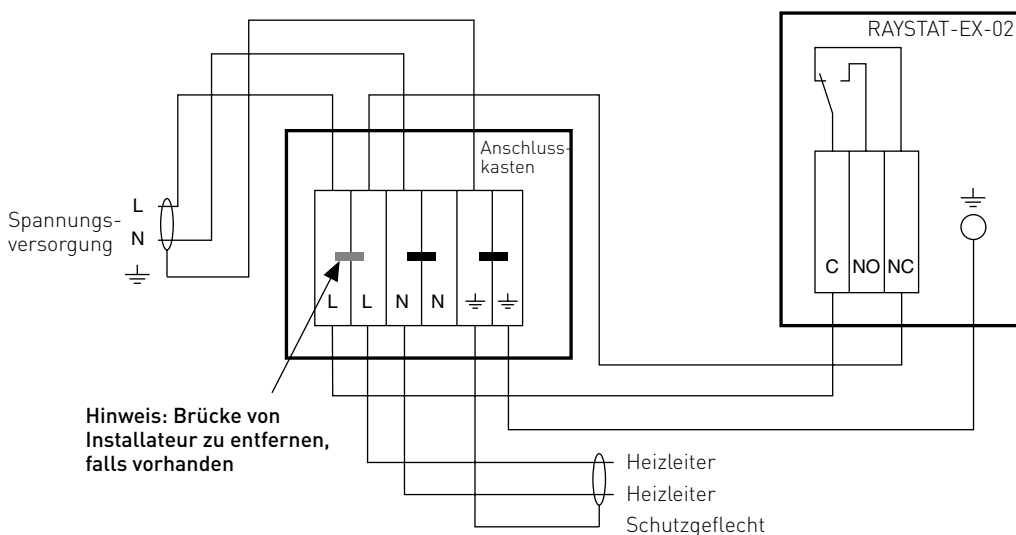 RAYSTAT-EX-02
Anschluss-
kasten
Spannungs-
versorgung
L
N
C NO NC
L L N N
Hinweis: Brücke von
Installateur zu entfernen,
falls vorhanden
Heizleiter
Heizleiter
Schutzgeflecht